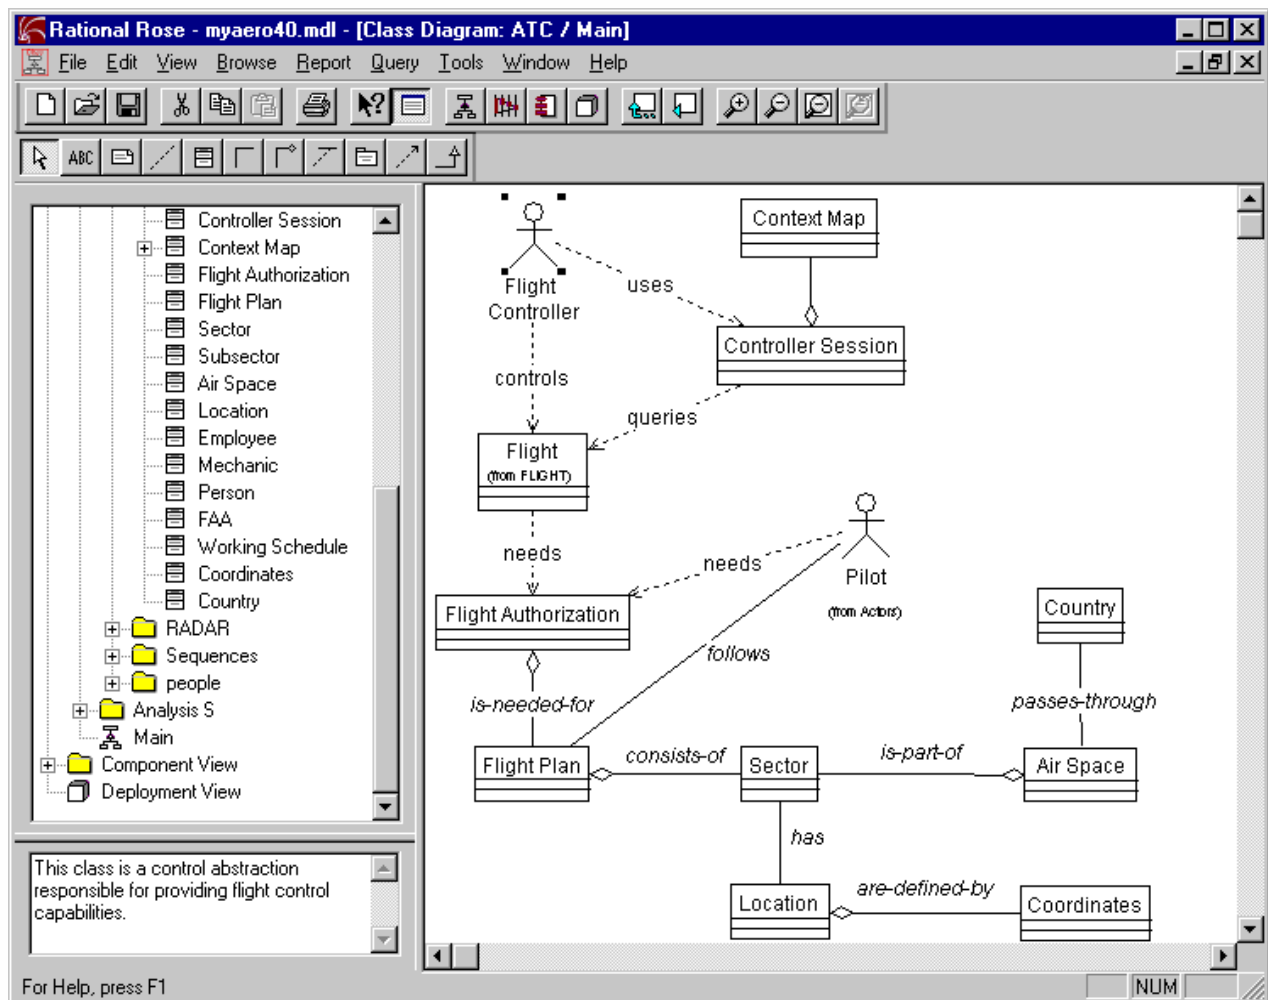 Rational Rose - myaero40.mdl - [Class Diagram: ATC / Main]
File Edit View Browse Report Query Tools Window Help
ABC
Controller Session
Context Map
Flight Authorization
Flight Plan
Sector
Subsector
Air Space
Location
Employee
Mechanic
Person
FAA
Working Schedule
Coordinates
Country
RADAR
Sequences
people
Analysis S
Main
Component View
Deployment View
This class is a control abstraction
responsible for providing flight control
capabilities.
Flight
Controller
Context Map
uses
Controller Session
controls
queries
Flight
(from FLIGHT)
needs
needs
Pilot
(from Actors)
Flight Authorization
Country
follows
is-needed-for
passes-through
Flight Plan
consists-of
Sector
is-part-of
Air Space
has
Location
are-defined-by
Coordinates
For Help, press F1
NUM